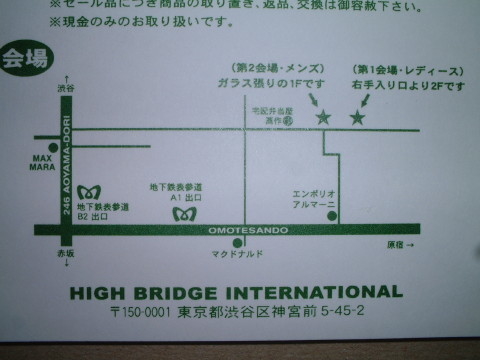 ※セール品につき商品の取り置き、返品、交換は御容赦下さい。
※現金のみのお取り扱いです。
会場
↑
渋谷
(第2会場・メンズ)
ガラス張りの1Fです
(第1会場・レディース)
右手入り口より2Fです
宅配弁当屋
MAX
MARA
246 AOYAMA-DORI
地下鉄表参道
B2 出口
地下鉄表参道
A1 出口
エンポリオ
アルマーニ
OMOTESANDO
赤坂
↓
マクドナルド
原宿→
HIGH BRIDGE INTERNATIONAL
〒150-0001 東京都渋谷区神宮前 5-45-2